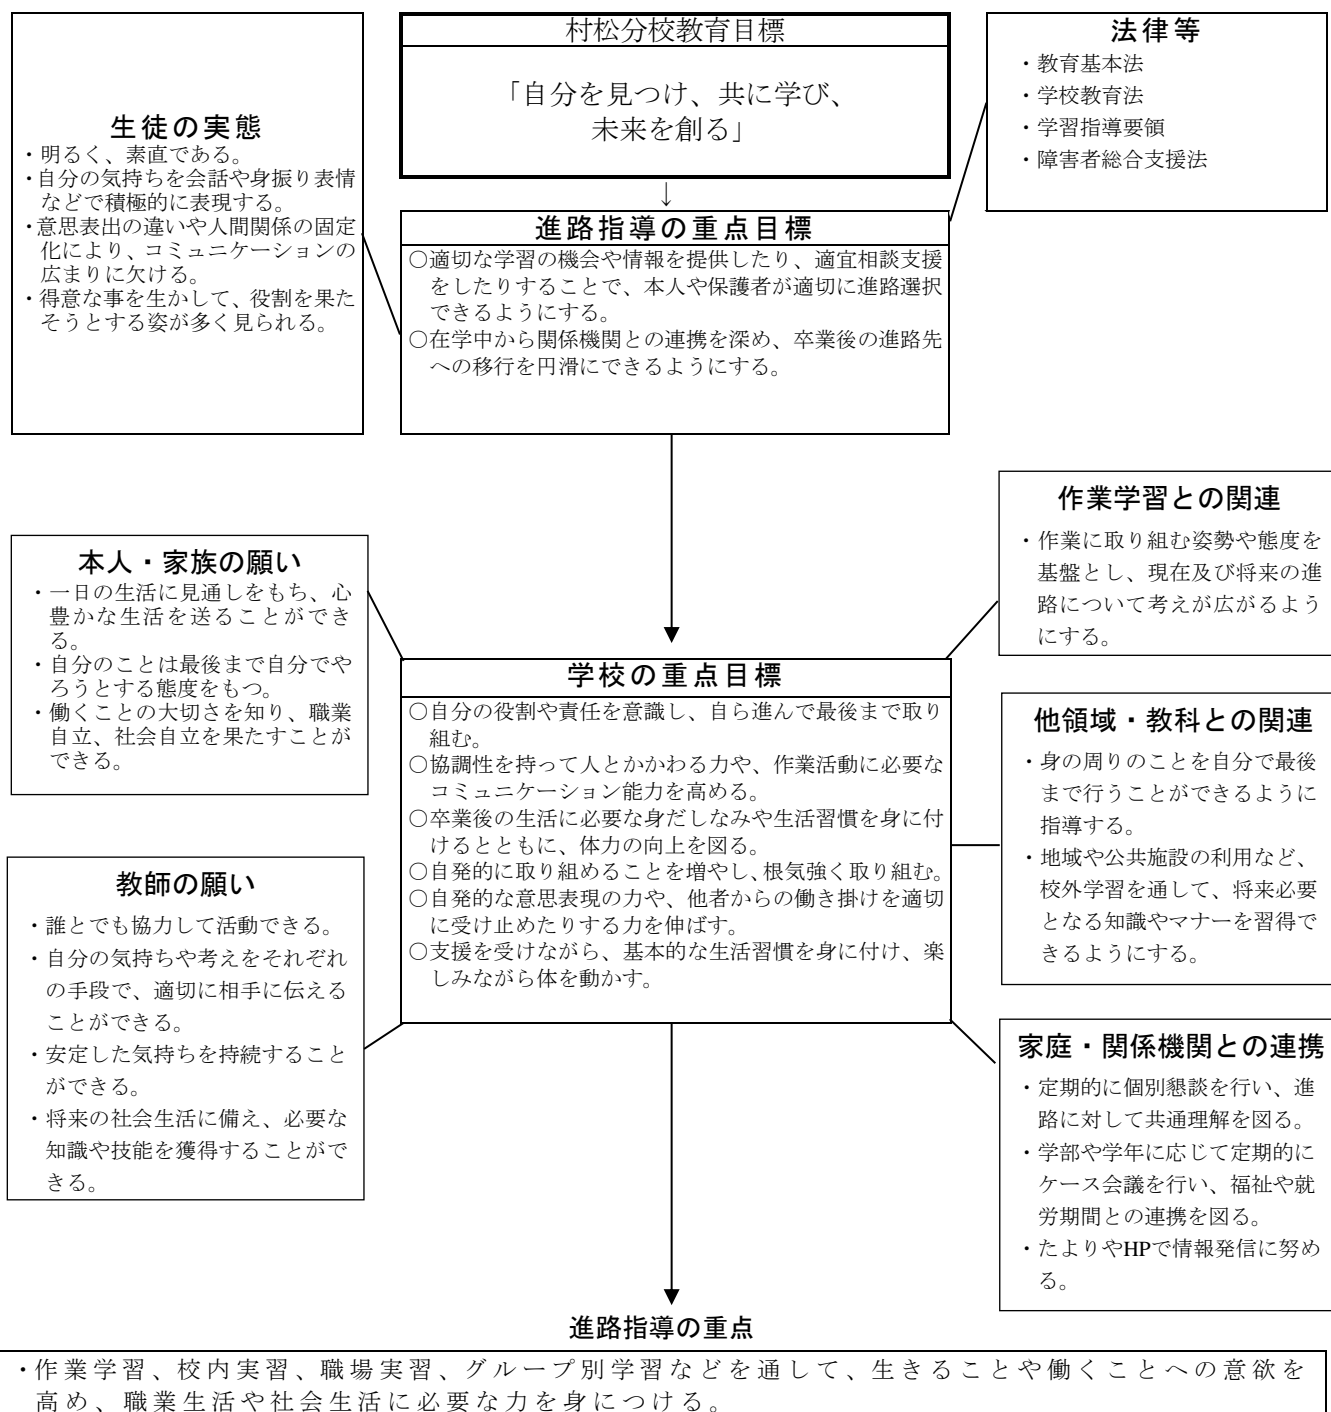 村松分校教育目標
「自分を見つけ、共に学び、
未来を創る」
法律等
・教育基本法
・学校教育法
・学習指導要領
・障害者総合支援法
生徒の実態
・明るく、素直である。
・自分の気持ちを会話や身振り表情
などで積極的に表現する。
・意思表出の違いや人間関係の固定
化により、コミュニケーションの
広まりに欠ける。
・得意な事を生かして、役割を果た
そうとする姿が多く見られる。
↓
進路指導の重点目標
○適切な学習の機会や情報を提供したり、適宜相談支援
をしたりすることで、本人や保護者が適切に進路選択
できるようにする。
○在学中から関係機関との連携を深め、卒業後の進路先
への移行を円滑にできるようにする。
作業学習との関連
・作業に取り組む姿勢や態度を
基盤とし、現在及び将来の進
路について考えが広がるよう
にする。
本人・家族の願い
・一日の生活に見通しをもち、心
豊かな生活を送ることができ
る。
・自分のことは最後まで自分でや
ろうとする態度をもつ。
・働くことの大切さを知り、職業
自立、社会自立を果たすことが
できる。
学校の重点目標
○自分の役割や責任を意識し、自ら進んで最後まで取り
組む。
○協調性を持って人とかかわる力や、作業活動に必要な
コミュニケーション能力を高める。
○卒業後の生活に必要な身だしなみや生活習慣を身に付
けるとともに、体力の向上を図る。
○自発的に取り組めることを増やし、根気強く取り組む。
○自発的な意思表現の力や、他者からの働き掛けを適切
に受け止めたりする力を伸ばす。
○支援を受けながら、基本的な生活習慣を身に付け、楽
しみながら体を動かす。
他領域・教科との関連
・身の周りのことを自分で最後
まで行うことができるように
指導する。
・地域や公共施設の利用など、
校外学習を通して、将来必要
となる知識やマナーを習得で
きるようにする。
教師の願い
・誰とでも協力して活動できる。
・自分の気持ちや考えをそれぞれ
の手段で、適切に相手に伝える
ことができる。
・安定した気持ちを持続すること
ができる。
・将来の社会生活に備え、必要な
知識や技能を獲得することがで
きる。
家庭・関係機関との連携
・定期的に個別懇談を行い、進
路に対して共通理解を図る。
・学部や学年に応じて定期的に
ケース会議を行い、福祉や就
労期間との連携を図る。
・たよりやHPで情報発信に努め
る。
進路指導の重点
・作業学習、校内実習、職場実習、グループ別学習などを通して、生きることや働くことへの意欲を
高め、職業生活や社会生活に必要な力を身につける。